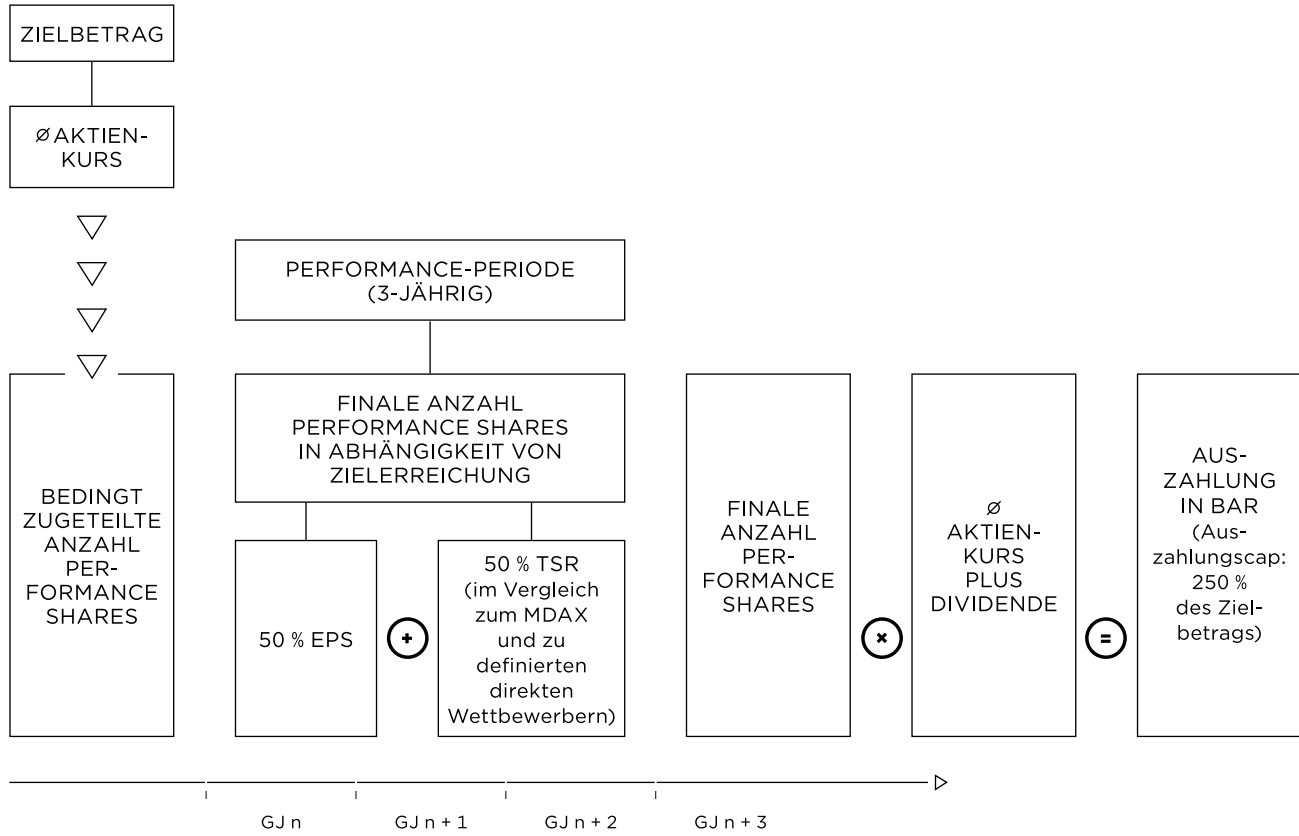 ZIELBETRAG
Ø AKTIEN-
KURS
PERFORMANCE-PERIODE
(3-JÄHRIG)
BEDINGT
ZUGETEILTE
ANZAHL
PER-
FORMANCE
SHARES
FINALE ANZAHL
PERFORMANCE SHARES
IN ABHÄNGIGKEIT VON
ZIELERREICHUNG
50 % EPS
+
50 % TSR
(im Vergleich
zum MDAX
und zu
definierten
direkten
Wettbewerbern)
FINALE
ANZAHL
PER-
FORMANCE
SHARES
×
Ø
AKTIEN-
KURS
PLUS
DIVIDENDE
=
AUS-
ZAHLUNG
IN BAR
(Aus-
zahlungscap:
250 %
des Ziel-
betrags)
GJ n
GJ n + 1
GJ n + 2
GJ n + 3